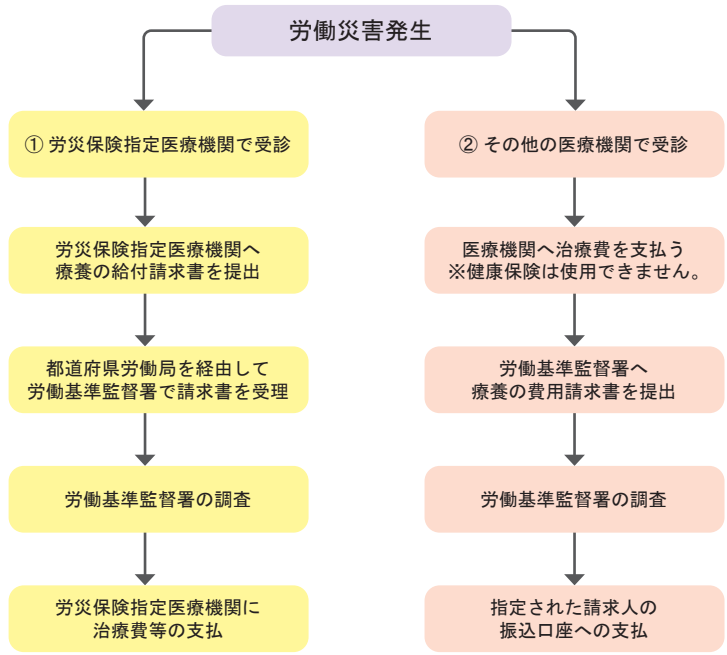 労働災害発生
① 労災保険指定医療機関で受診
労災保険指定医療機関へ
療養の給付請求書を提出
都道府県労働局を経由して
労働基準監督署で請求書を受理
労働基準監督署の調査
労災保険指定医療機関に
治療費等の支払
② その他の医療機関で受診
医療機関へ治療費を支払う
※健康保険は使用できません。
労働基準監督署へ
療養の費用請求書を提出
労働基準監督署の調査
指定された請求人の
振込口座への支払